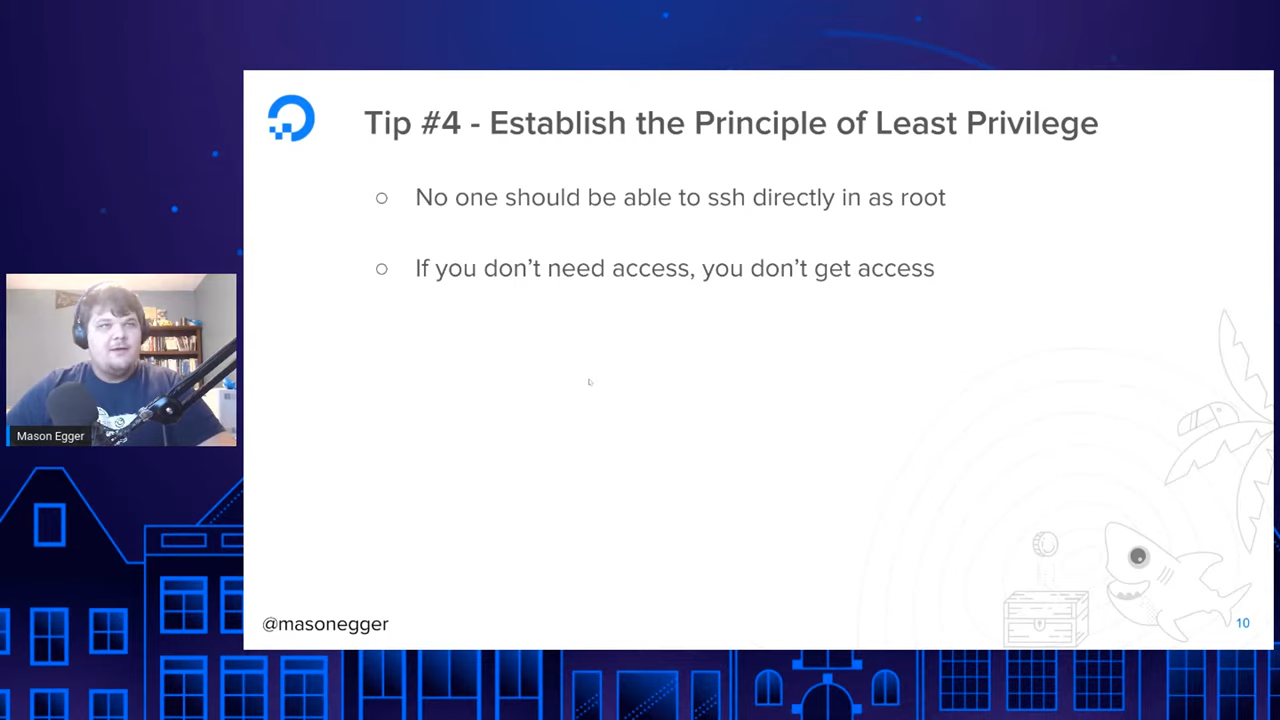 Tip #4 - Establish the Principle of Least Privilege
○ No one should be able to ssh directly in as root
○ If you don’t need access, you don’t get access
Mason Egger
@masonegger
10